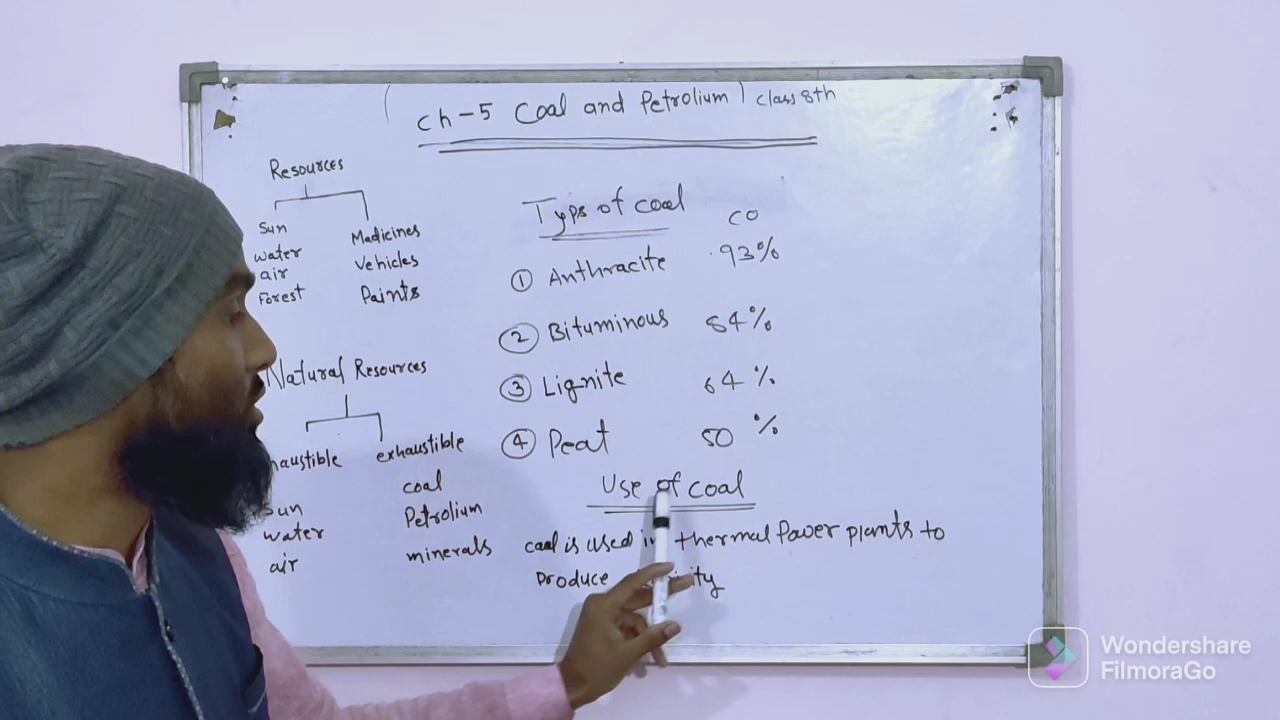 (Ch-5 Coal and Petrolium) class 8th
Resources
Sun
water
air
Forest
Madicines
Vehicles
Paints
Natural Resources
haustible
exhaustible
Sun
water
air
coal
Petrolium
minerals
Typs of coal
CO
① Anthracite 93%
② Bituminous 84%
③ Lignite 64%
④ Peat 50%
Use of coal
coal is used in thermal Power plants to
Produce
Wondershare
FilmoraGo